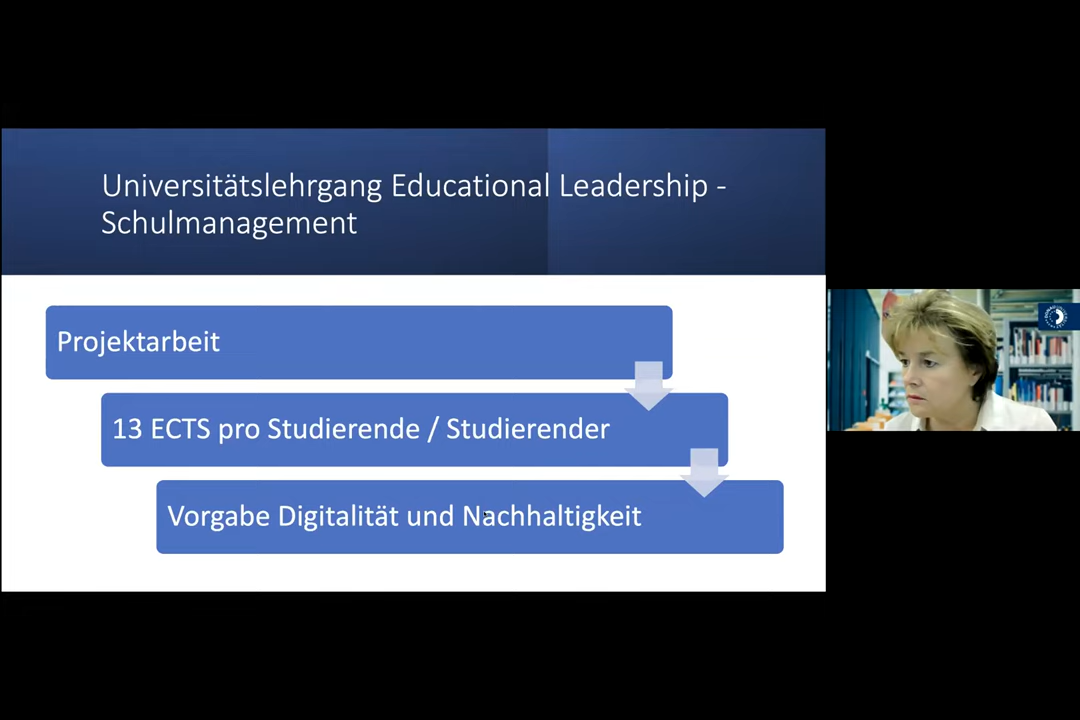 Universitätslehrgang Educational Leadership -
Schulmanagement
Projektarbeit
13 ECTS pro Studierende / Studierender
Vorgabe Digitalität und Nachhaltigkeit